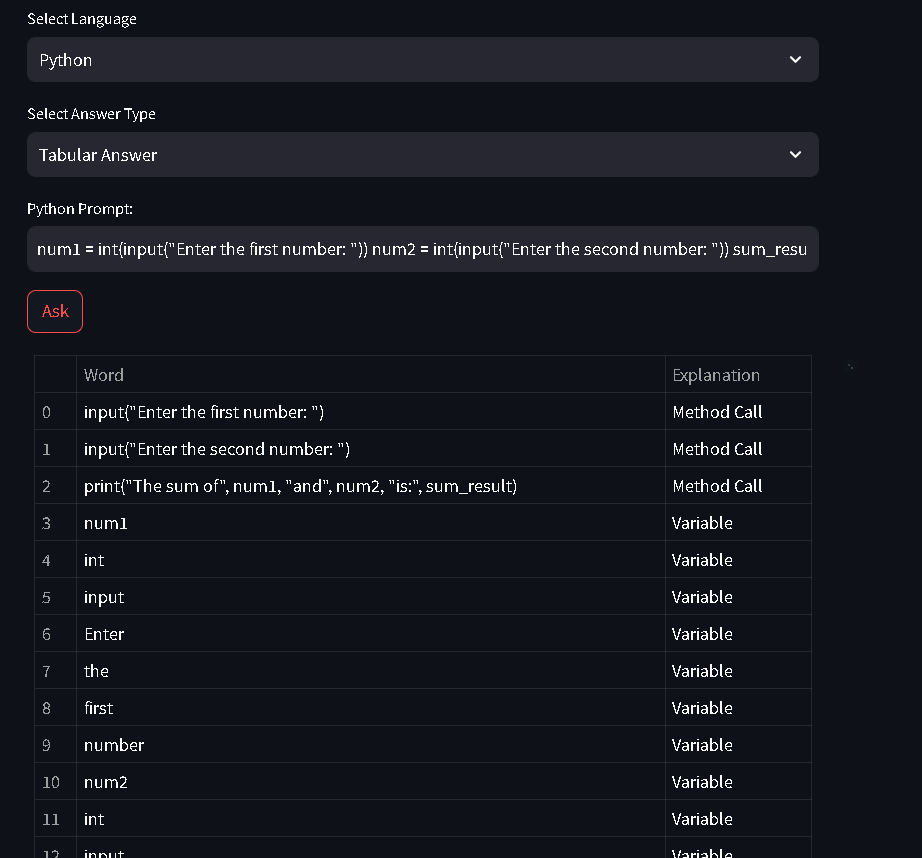 Select Language
Python
Select Answer Type
Tabular Answer
Python Prompt:
num1 = int(input("Enter the first number: ")) num2 = int(input("Enter the second number: ")) sum_resu
Ask
Word Explanation
0 input("Enter the first number: ") Method Call
1 input("Enter the second number: ") Method Call
2 print("The sum of", num1, "and", num2, "is:", sum_result) Method Call
3 num1 Variable
4 int Variable
5 input Variable
6 Enter Variable
7 the Variable
8 first Variable
9 number Variable
10 num2 Variable
11 int Variable
12 input Variable